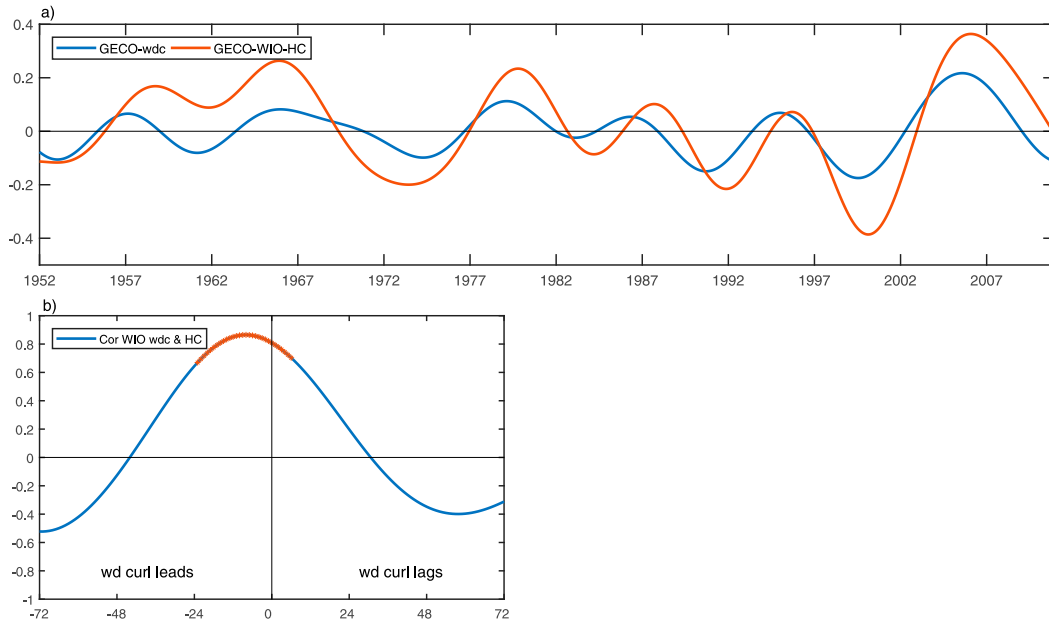 a)
0.4
GECO-wdc GECO-WIO-HC
0.2
0
-0.2
-0.4
1952 1957 1962 1967 1972 1977 1982 1987 1992 1997 2002 2007
b)
1
Cor WIO wdc & HC
0.8
0.6
0.4
0.2
0
-0.2
-0.4
-0.6
-0.8
wd curl leads wd curl lags
-1
-72 -48 -24 0 24 48 72